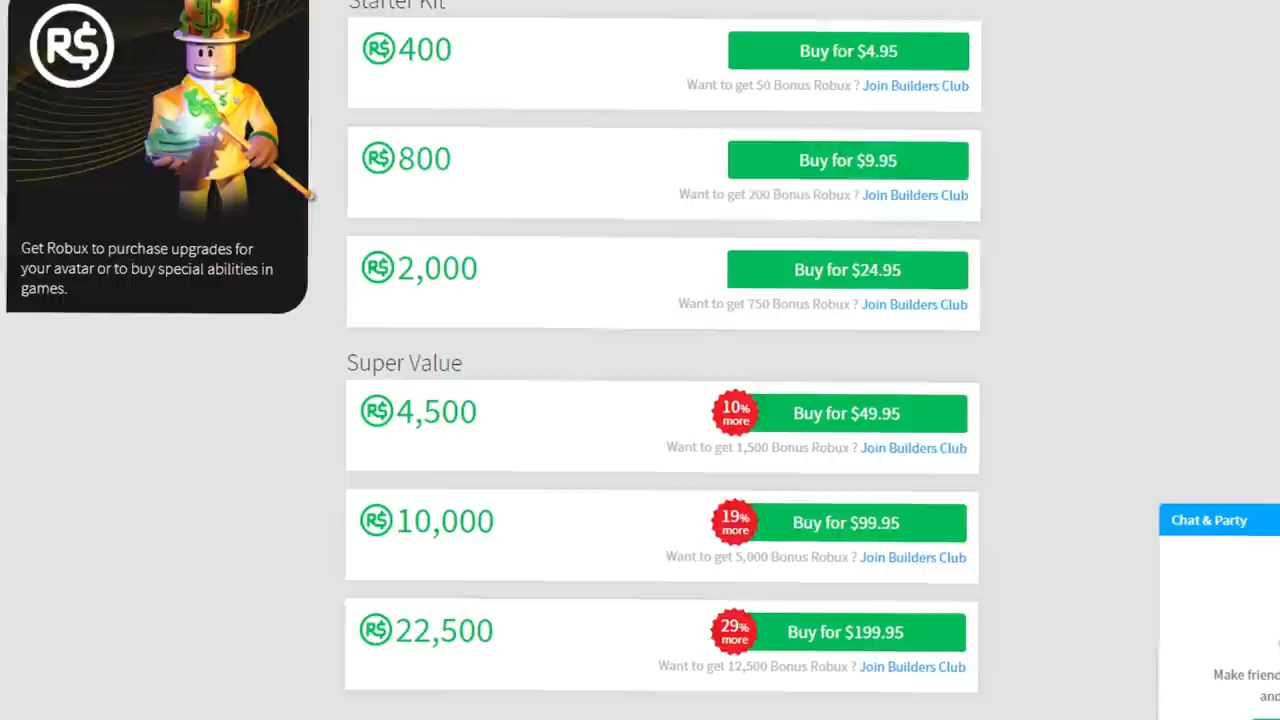 Starter Kit
R$
R$ 400
Buy for $4.95
Want to get 50 Bonus Robux ? Join Builders Club
R$ 800
Buy for $9.95
Want to get 200 Bonus Robux ? Join Builders Club
Get Robux to purchase upgrades for
your avatar or to buy special abilities in
games.
R$ 2,000
Buy for $24.95
Want to get 750 Bonus Robux ? Join Builders Club
Super Value
R$ 4,500
10%
more
Buy for $49.95
Want to get 1,500 Bonus Robux ? Join Builders Club
R$ 10,000
19%
more
Buy for $99.95
Want to get 5,000 Bonus Robux ? Join Builders Club
R$ 22,500
29%
more
Buy for $199.95
Want to get 12,500 Bonus Robux ? Join Builders Club
Chat & Party
Make friend
and